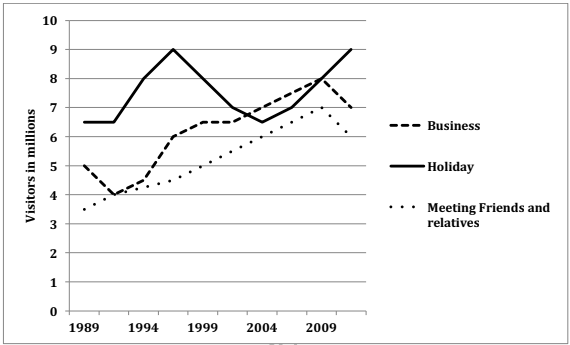 10
9
8
7
6
5
4
3
2
1
0
Visitors in millions
1989 1994 1999 2004 2009
Business
Holiday
Meeting Friends and
relatives